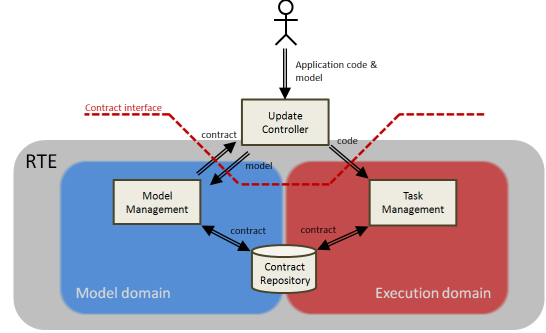 Application code &
model
Contract interface
Update
Controller
contract
code
model
RTE
Model
Management
Task
Management
contract
contract
Contract
Repository
Model domain
Execution domain